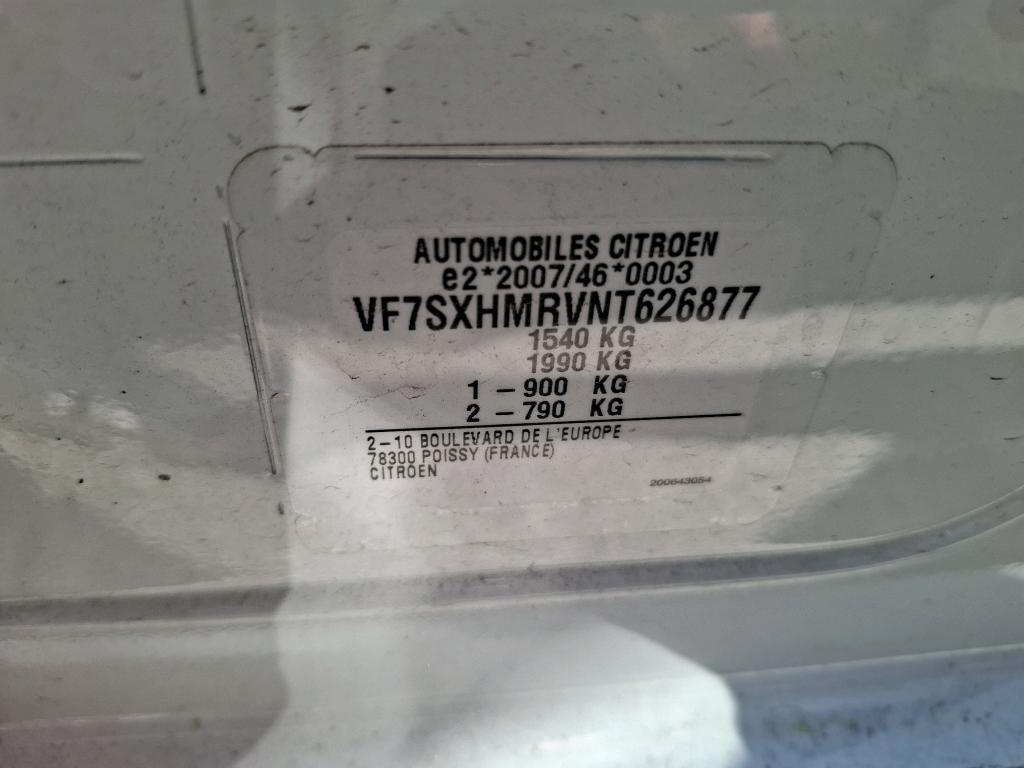 AUTOMOBILES CITROEN
e2*2007/46*0003
VF7SXHMRVNT626877
1540 KG
1990 KG
1 – 900 KG
2 – 790 KG
2–10 BOULEVARD DE L'EUROPE
78300 POISSY (FRANCE)
CITROEN
200643054